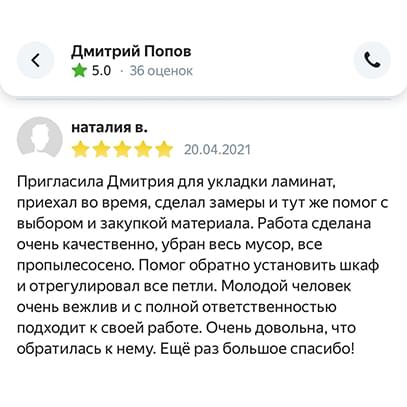 Дмитрий Попов
5.0 · 36 оценок
наталия в.
20.04.2021
Пригласила Дмитрия для укладки ламинат,
приехал во время, сделал замеры и тут же помог с
выбором и закупкой материала. Работа сделана
очень качественно, убран весь мусор, все
пропылесосено. Помог обратно установить шкаф
и отрегулировал все петли. Молодой человек
очень вежлив и с полной ответственностью
подходит к своей работе. Очень довольна, что
обратилась к нему. Ещё раз большое спасибо!